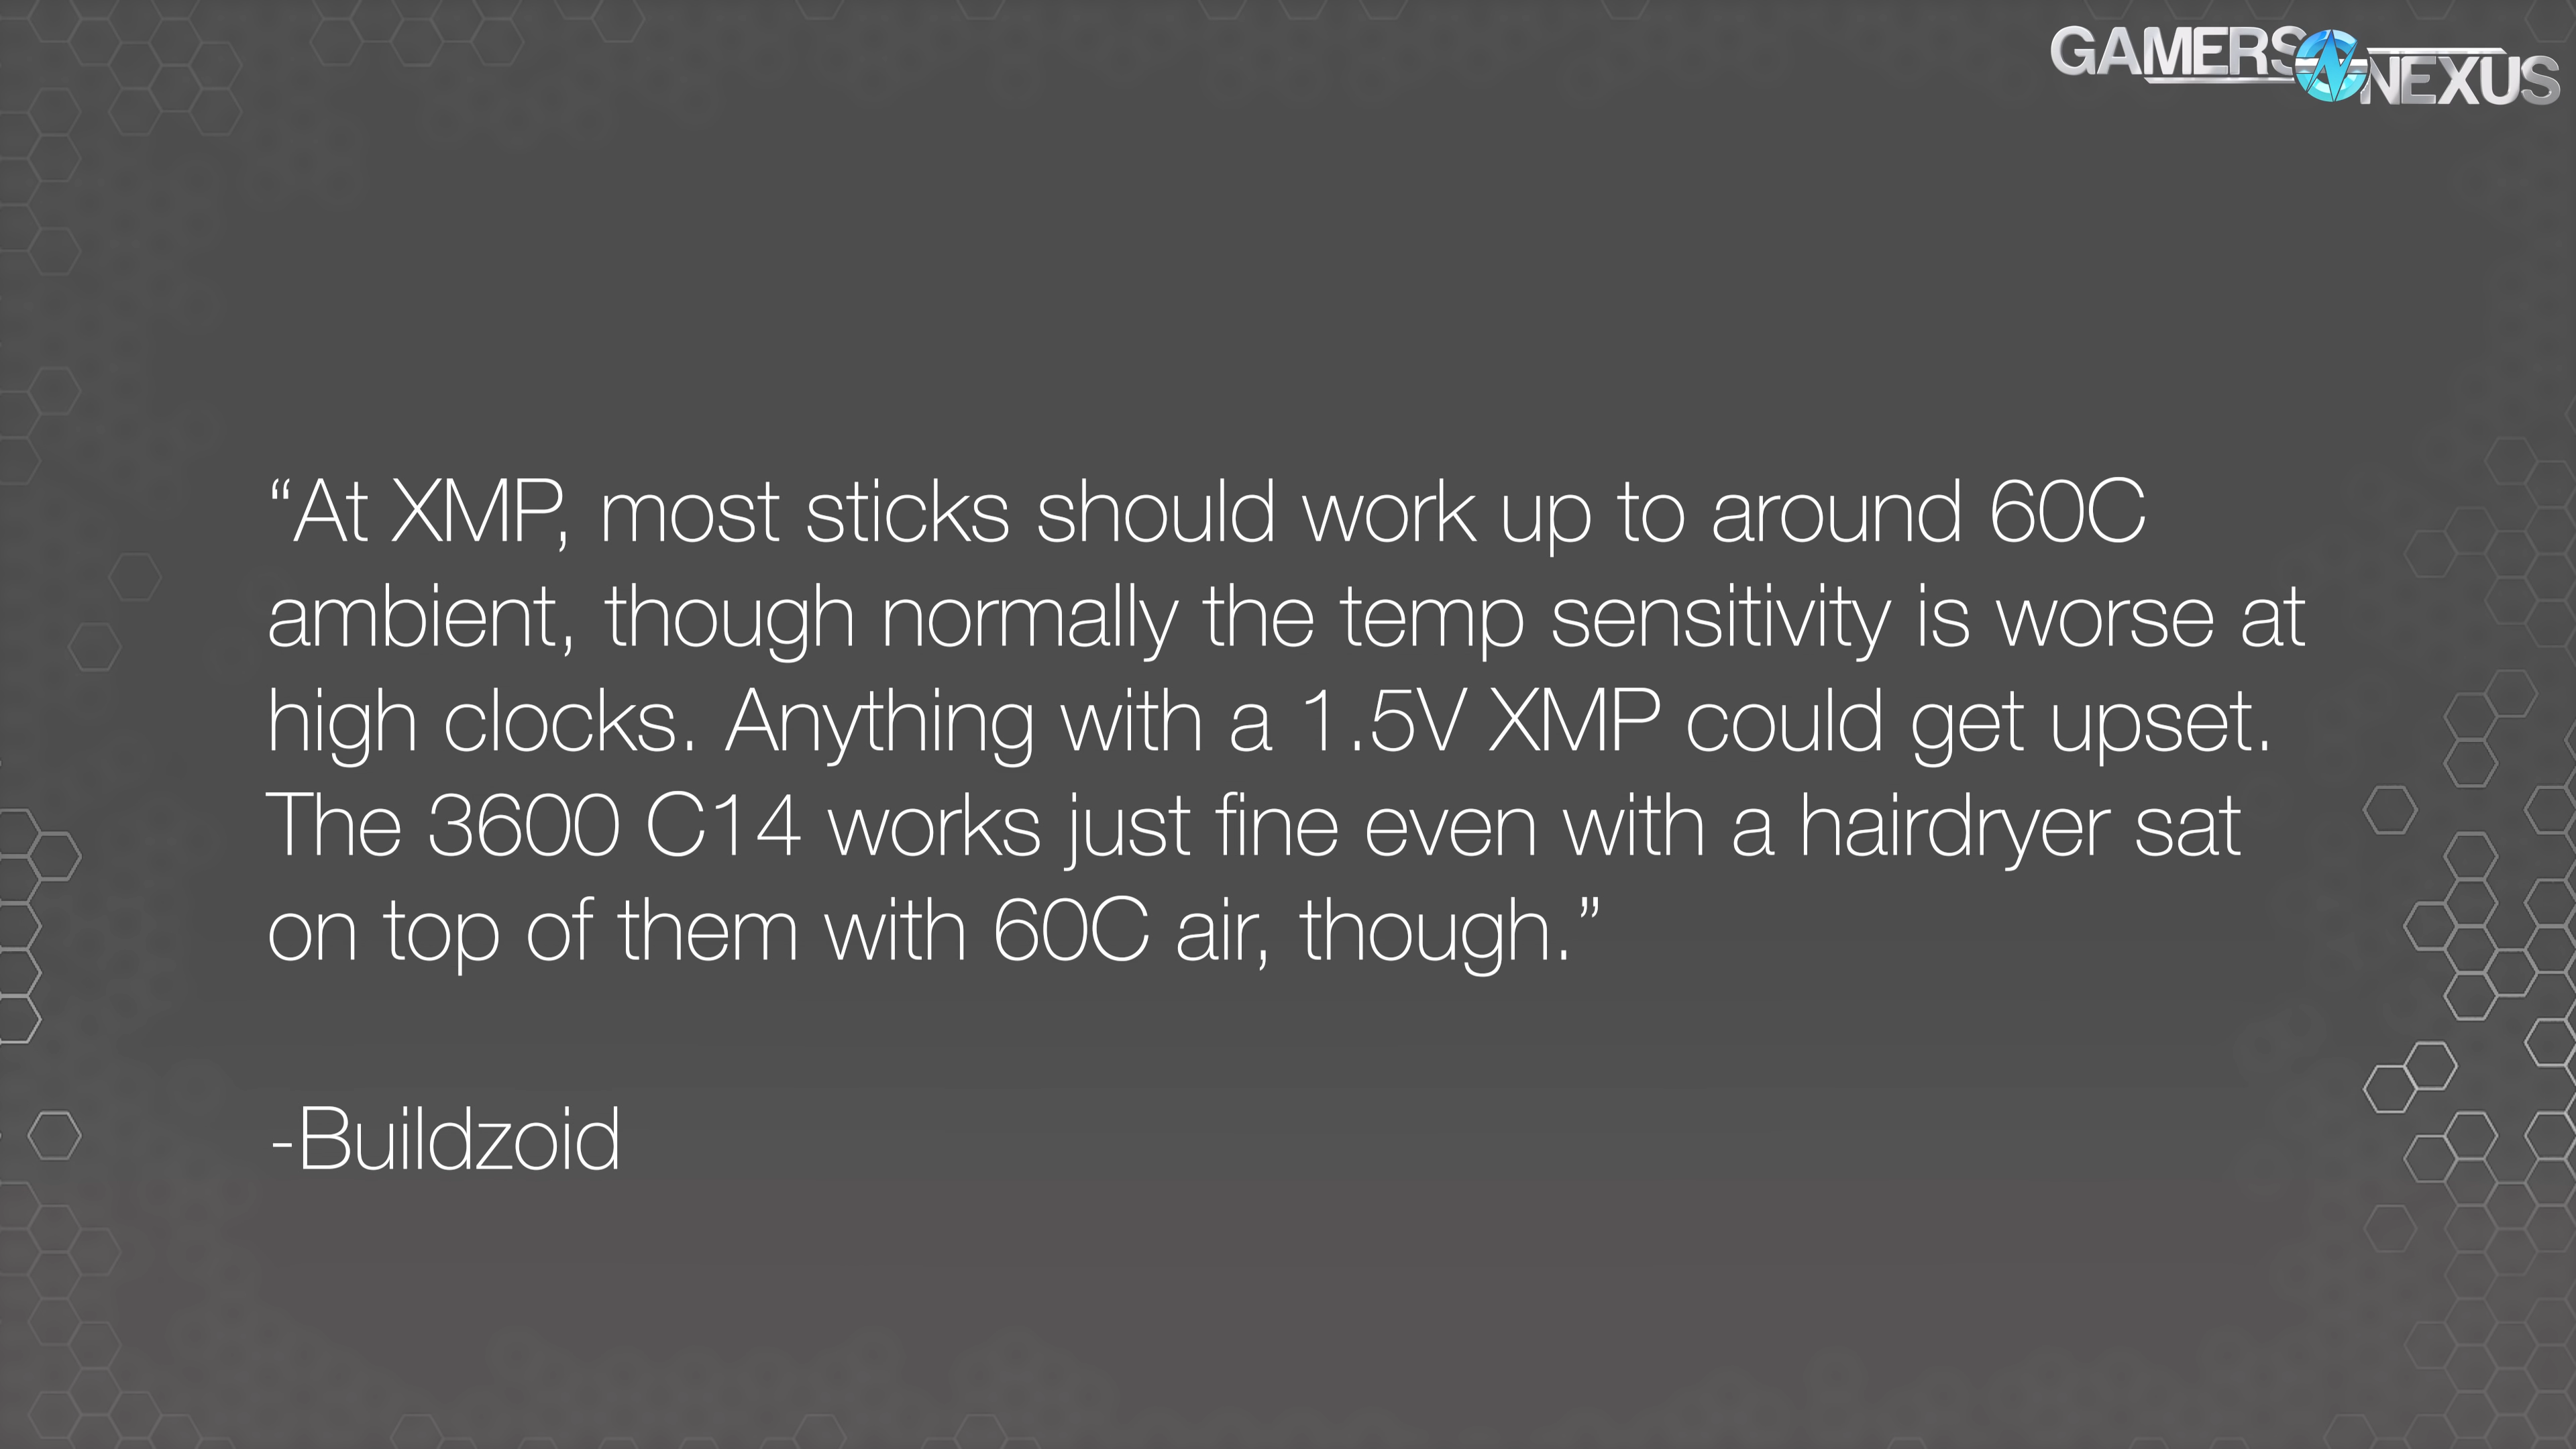 GAMERS NEXUS
“At XMP, most sticks should work up to around 60C
ambient, though normally the temp sensitivity is worse at
high clocks. Anything with a 1.5V XMP could get upset.
The 3600 C14 works just fine even with a hairdryer sat
on top of them with 60C air, though.”
-Buildzoid